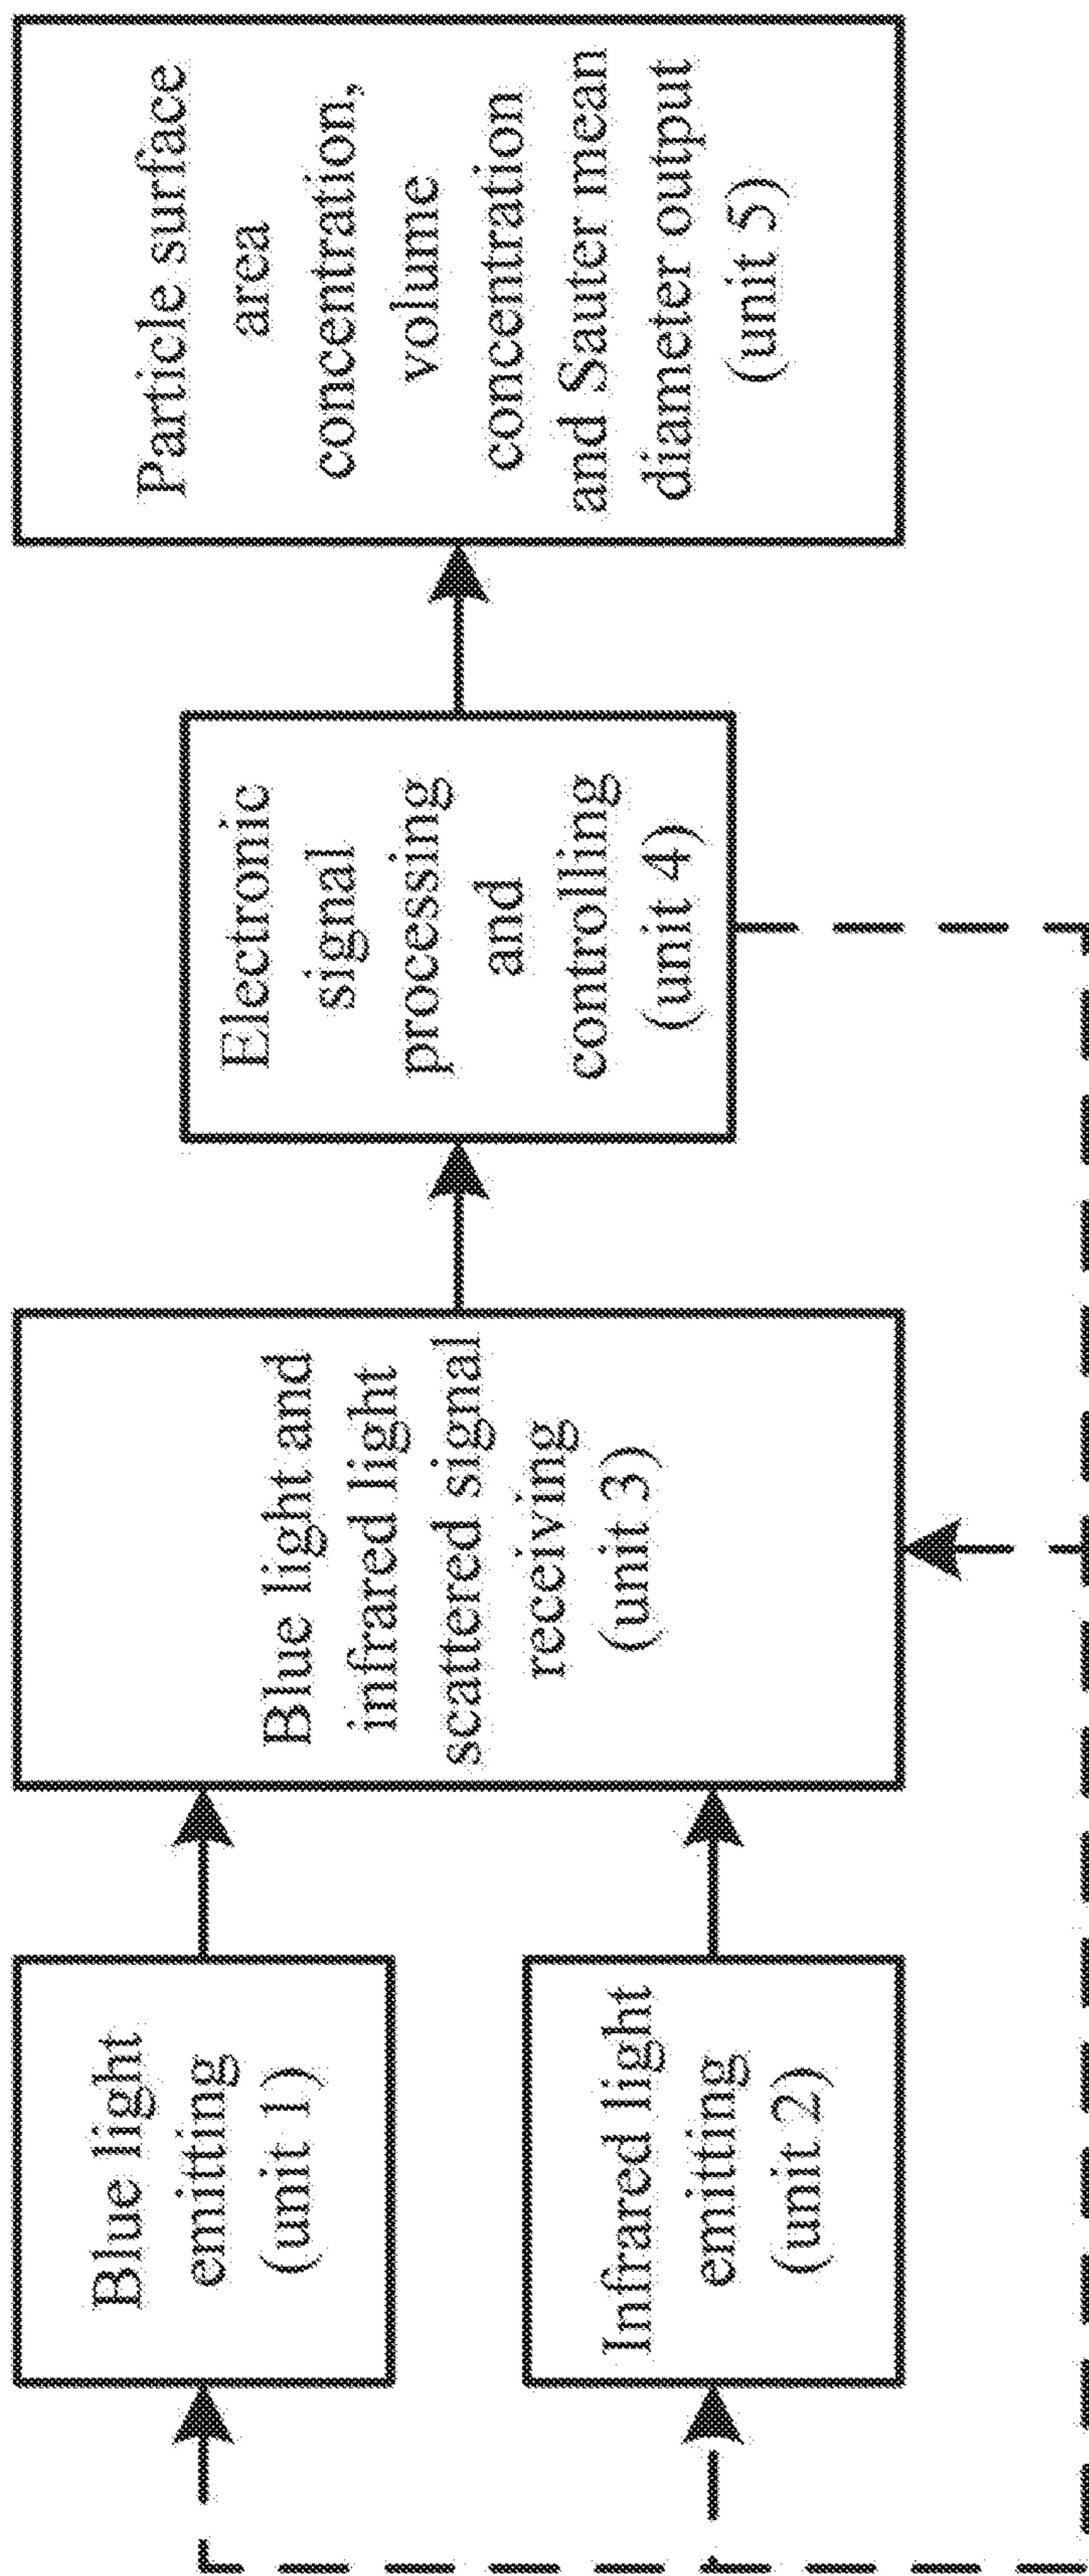 Blue light
emitting
(unit 1)
Infrared light
emitting
(unit 2)
Blue light and
infrared light
scattered signal
receiving
(unit 3)
Electronic
signal
processing
and
controlling
(unit 4)
Particle surface
area
concentration,
volume
concentration
and Sauter mean
diameter output
(unit 5)